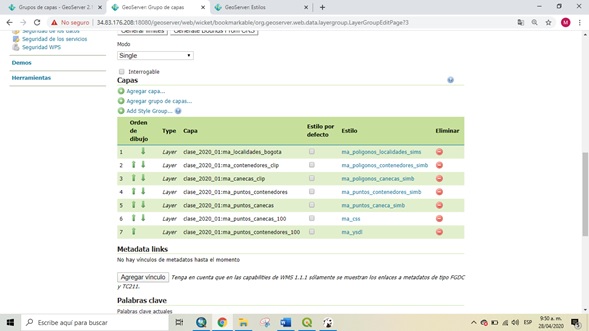 Grupos de capas - GeoServer 2.1
GeoServer: Grupo de capas
GeoServer: Estilos
No seguro
34.83.176.208:18080/geoserver/web/wicket/bookmarkable/org.geoserver.web.data.layergroup.LayerGroupEditPage?3
Seguridad de los datos
Seguridad de los servicios
Seguridad WPS
Demos
Herramientas
Generar límites
Generate Bounds From CRS
Modo
Single
Interrogable
Capas
Agregar capa...
Agregar grupo de capas...
Add Style Group...
Orden de dibujo Type Capa Estilo por defecto Estilo Eliminar
1 Layer clase_2020_01:ma_localidades_bogota ma_poligonos_localidades_sims
2 Layer clase_2020_01:ma_contenedores_clip ma_poligonos_contenedores_simb
3 Layer clase_2020_01:ma_canecas_clip ma_poligonos_canecas_simb
4 Layer clase_2020_01:ma_puntos_contenedores ma_puntos_contenedores_simb
5 Layer clase_2020_01:ma_puntos_canecas ma_puntos_caneca_simb
6 Layer clase_2020_01:ma_puntos_canecas_100 ma_css
7 Layer clase_2020_01:ma_puntos_contenedores_100 ma_ysdl
Metadata links
No hay vínculos de metadatos hasta el momento
Agregar vínculo Tenga en cuenta que en las capabilities de WMS 1.1.1 sólamente se muestran los enlaces a metadatos de tipo FGDC y TC211.
Palabras clave
Palabras clave actuales
Escribe aquí para buscar
ESP
9:50 a. m.
28/04/2020